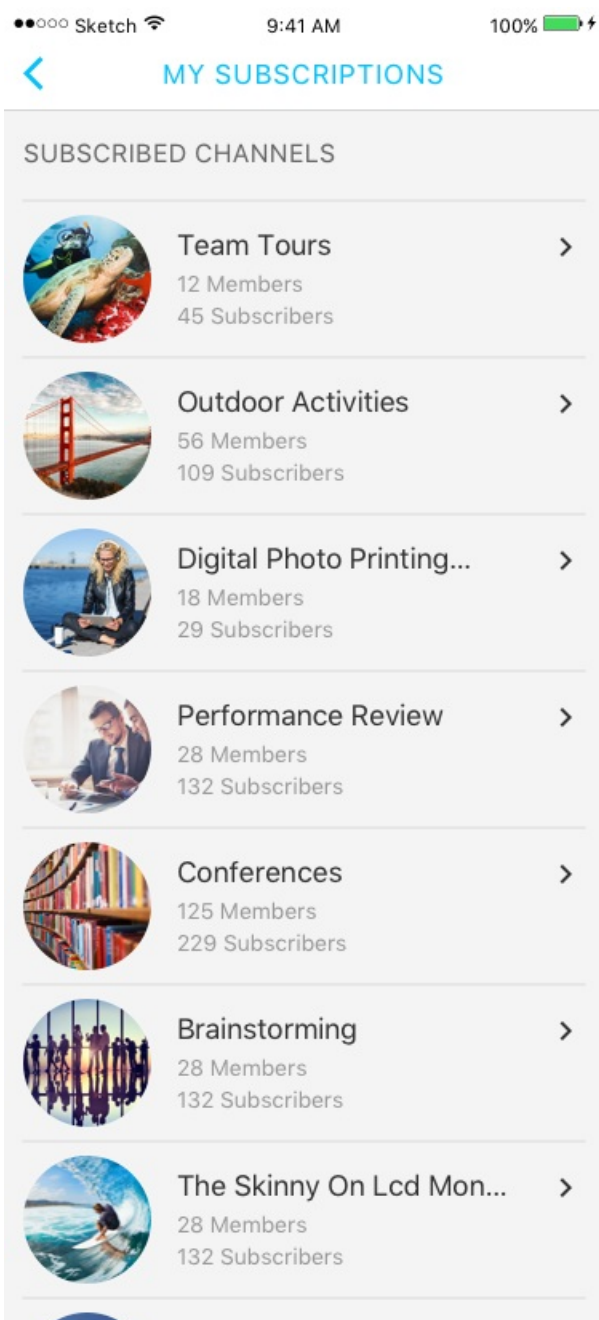 Sketch 9:41 AM 100%
MY SUBSCRIPTIONS
SUBSCRIBED CHANNELS
Team Tours
12 Members
45 Subscribers
Outdoor Activities
56 Members
109 Subscribers
Digital Photo Printing...
18 Members
29 Subscribers
Performance Review
28 Members
132 Subscribers
Conferences
125 Members
229 Subscribers
Brainstorming
28 Members
132 Subscribers
The Skinny On Lcd Mon...
28 Members
132 Subscribers